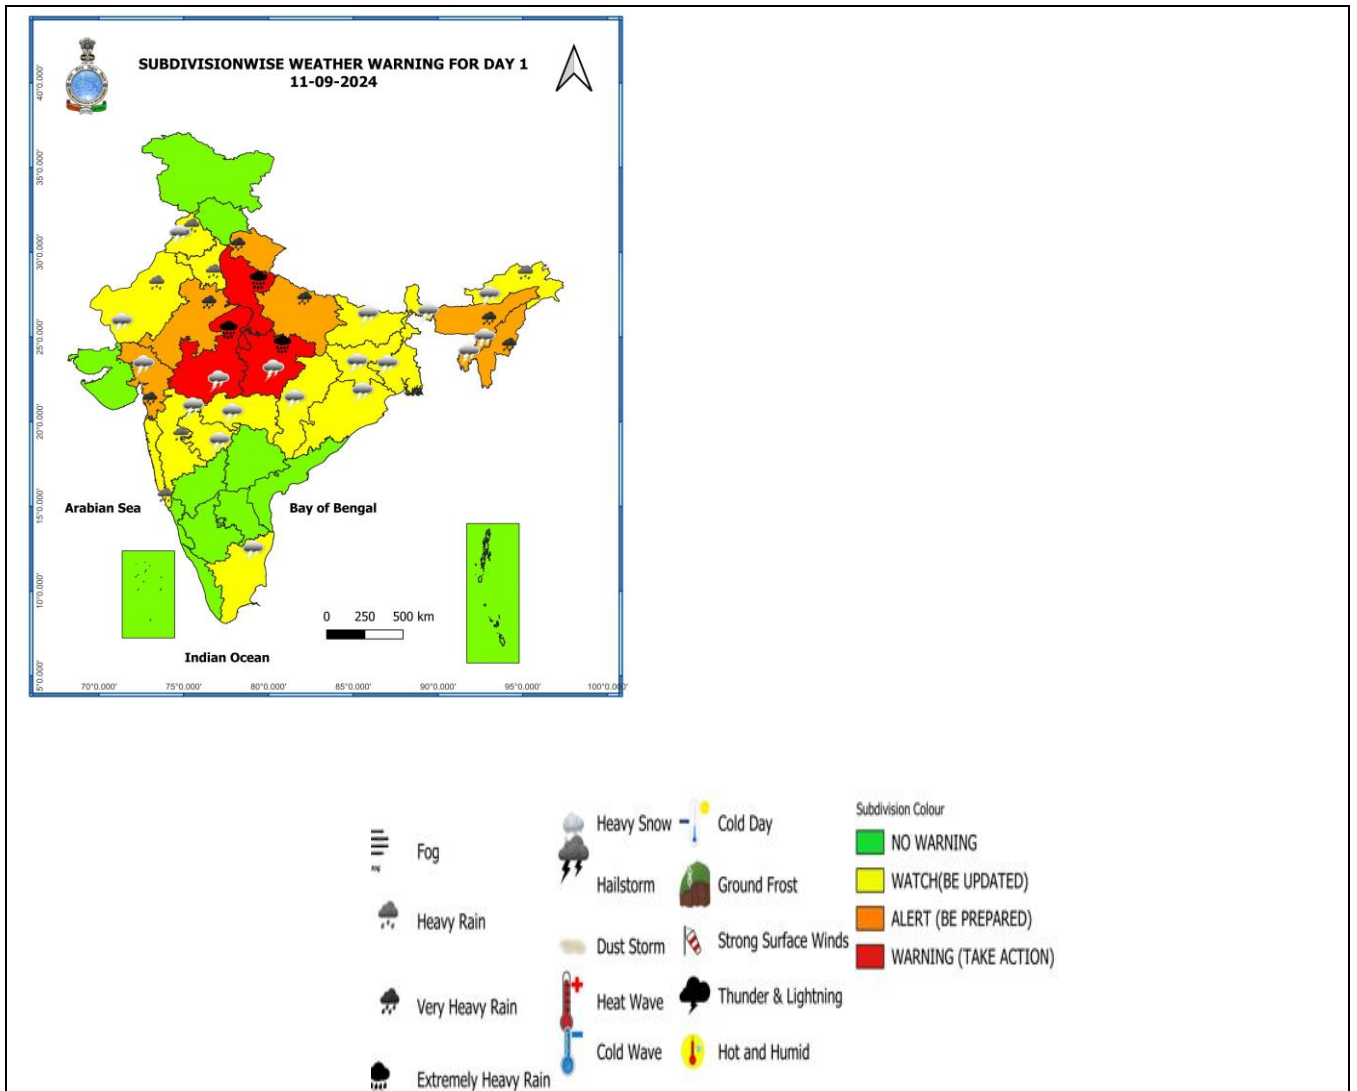 SUBDIVISIONWISE WEATHER WARNING FOR DAY 1
11-09-2024
40°0.000'
35°0.000'
30°0.000'
25°0.000'
20°0.000'
15°0.000'
10°0.000'
5°0.000'
Arabian Sea
Bay of Bengal
0 250 500 km
Indian Ocean
70°0.000' 75°0.000' 80°0.000' 85°0.000' 90°0.000' 95°0.000' 100°0.000'
Fog
Heavy Rain
Very Heavy Rain
Extremely Heavy Rain
Heavy Snow
Hailstorm
Dust Storm
Heat Wave
Cold Wave
Cold Day
Ground Frost
Strong Surface Winds
Thunder & Lightning
Hot and Humid
Subdivision Colour
NO WARNING
WATCH(BE UPDATED)
ALERT (BE PREPARED)
WARNING (TAKE ACTION)